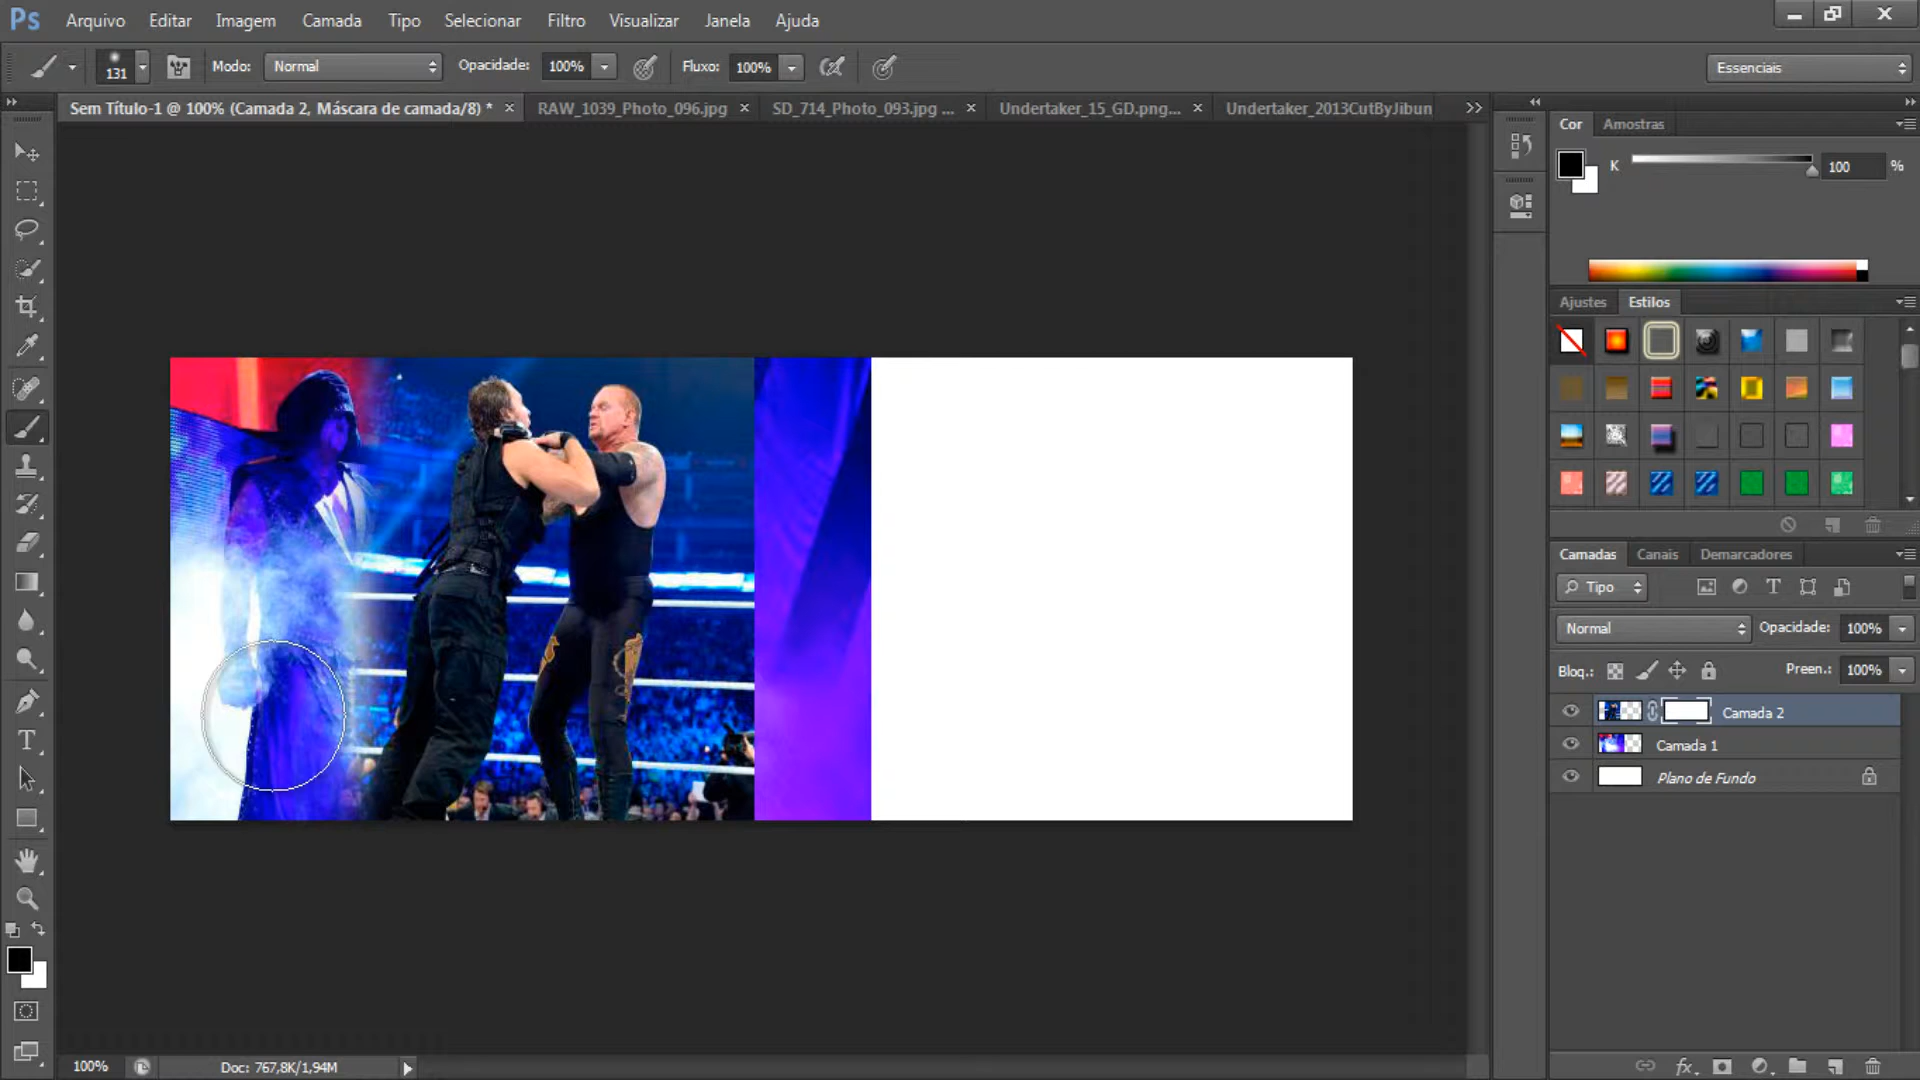 Ps Arquivo Editar Imagem Camada Tipo Selecionar Filtro Visualizar Janela Ajuda
131 Modo: Normal Opacidade: 100% Fluxo: 100% Essenciais
Sem Título-1 @ 100% (Camada 2, Máscara de camada/8) * RAW_1039_Photo_096.jpg SD_714_Photo_093.jpg ... Undertaker_15_GD.png... Undertaker_2013CutByJibun
Cor Amostras
K 100 %
Ajustes Estilos
Camadas Canais Demarcadores
Tipo
Normal Opacidade: 100%
Bloq.: Preen.: 100%
Camada 2
Camada 1
Plano de Fundo
100% Doc: 767,8K/1,94M
fx